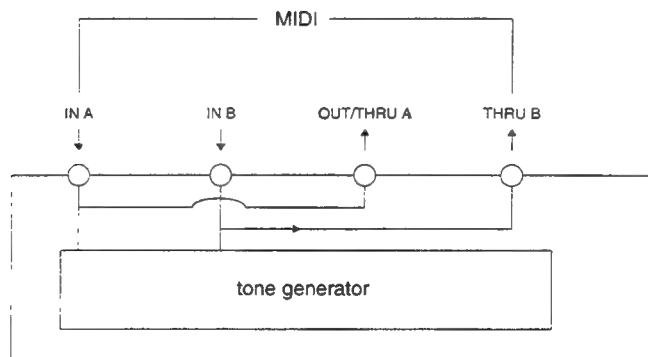 MIDI
IN A IN B OUT/THRU A THRU B
tone generator